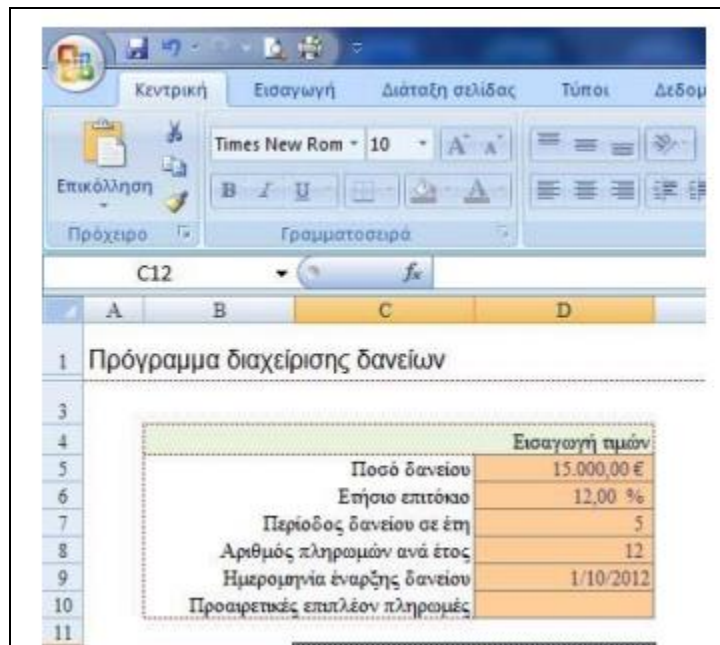 Κεντρική Εισαγωγή Διάταξη σελίδας Τύποι Δεδομ
Times New Rom 10 A A
Επικόλληση
B I U A
Πρόχειρο Γραμματοσειρά
C12 fx
A B C D
1 Πρόγραμμα διαχείρισης δανείων
3
4 Εισαγωγή τιμών
5 Ποσό δανείου 15.000,00 €
6 Ετήσιο επιτόκιο 12,00 %
7 Περίοδος δανείου σε έτη 5
8 Αριθμός πληρωμών ανά έτος 12
9 Ημερομηνία έναρξης δανείου 1/10/2012
10 Προαιρετικές επιπλέον πληρωμές
11